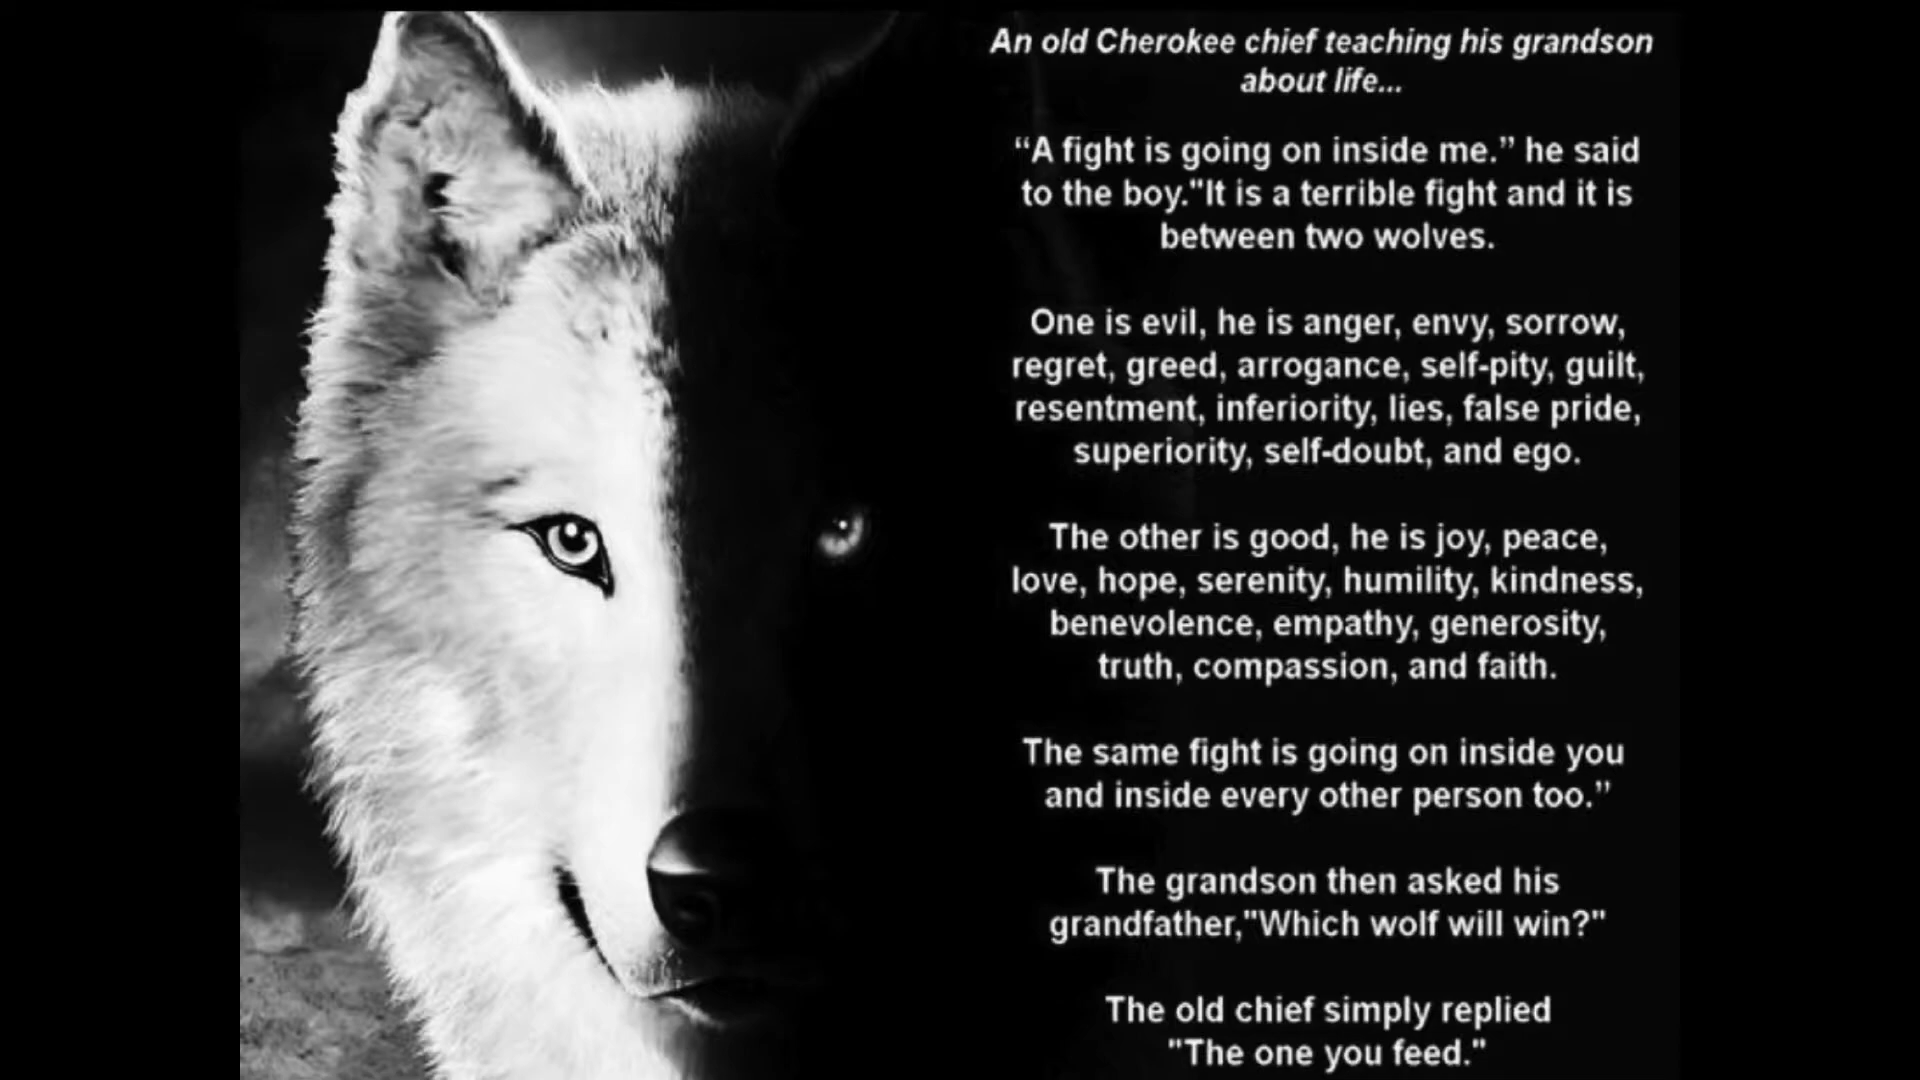 An old Cherokee chief teaching his grandson
about life...
“A fight is going on inside me.” he said
to the boy."It is a terrible fight and it is
between two wolves.
One is evil, he is anger, envy, sorrow,
regret, greed, arrogance, self-pity, guilt,
resentment, inferiority, lies, false pride,
superiority, self-doubt, and ego.
The other is good, he is joy, peace,
love, hope, serenity, humility, kindness,
benevolence, empathy, generosity,
truth, compassion, and faith.
The same fight is going on inside you
and inside every other person too.”
The grandson then asked his
grandfather,"Which wolf will win?"
The old chief simply replied
"The one you feed."